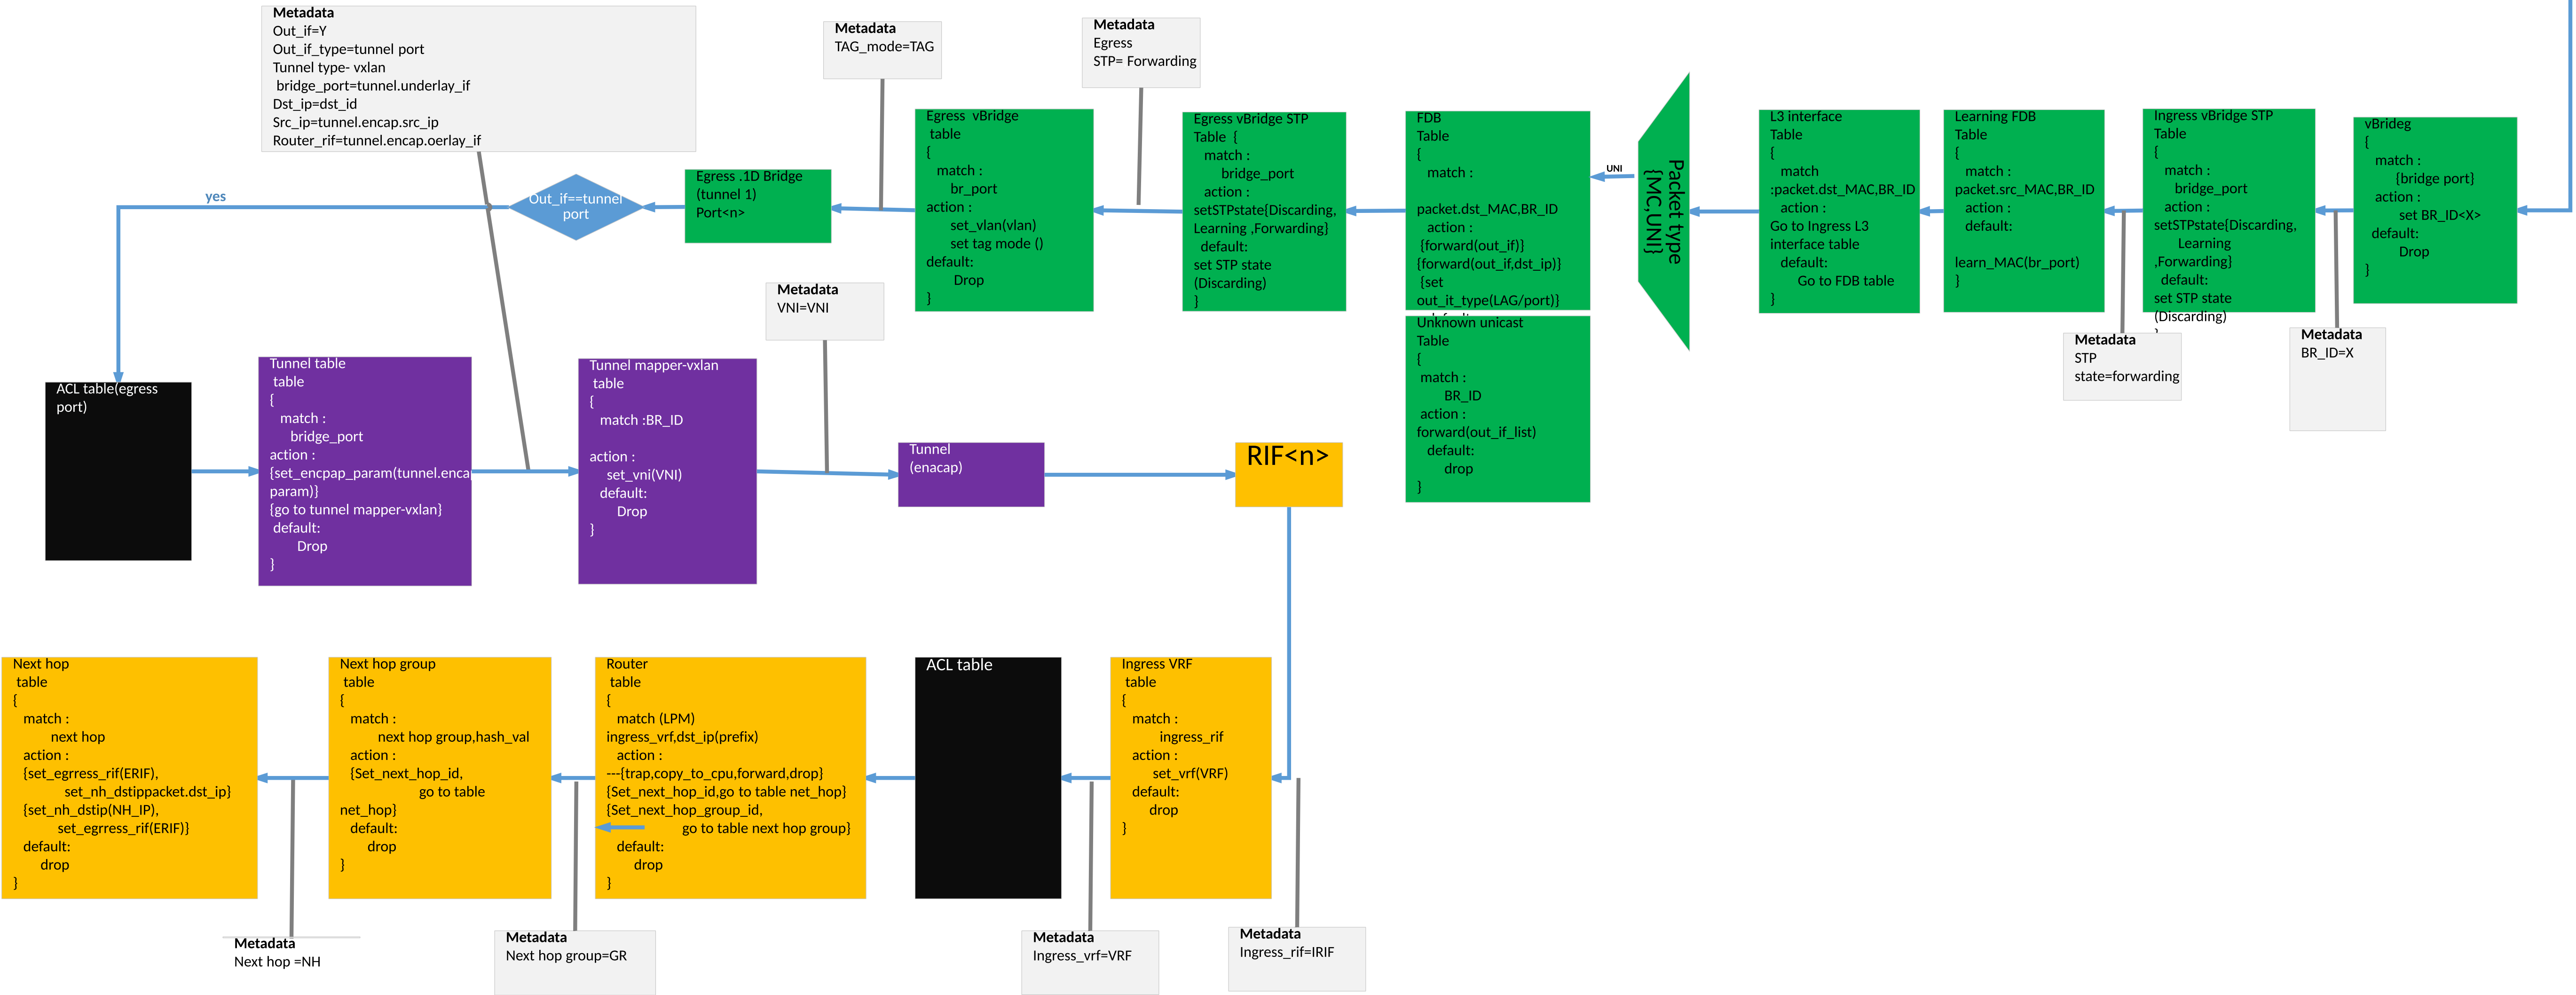 Metadata
Out_if=Y
Out_if_type=tunnel port
Tunnel type- vxlan
bridge_port=tunnel.underlay_if
Dst_ip=dst_id
Src_ip=tunnel.encap.src_ip
Router_rif=tunnel.encap.oerlay_if
Metadata
TAG_mode=TAG
Metadata
Egress
STP= Forwarding
yes
Out_if==tunnel
port
Egress .1D Bridge
(tunnel 1)
Port<n>
Egress  vBridge
table
{
match :
br_port
action :
set_vlan(vlan)
set tag mode ()
default:
Drop
}
Egress vBridge STP
Table  {
match :
bridge_port
action :
setSTPstate{Discarding,
Learning ,Forwarding}
default:
set STP state
(Discarding)
}
FDB
Table
{
match :
packet.dst_MAC,BR_ID
action :
{forward(out_if)}
{forward(out_if,dst_ip)}
{set
out_it_type(LAG/port)}
UNI
Packet type
{MC,UNI}
L3 interface
Table
{
match
:packet.dst_MAC,BR_ID
action :
Go to Ingress L3
interface table
default:
Go to FDB table
}
Learning FDB
Table
{
match :
packet.src_MAC,BR_ID
action :
default:
learn_MAC(br_port)
}
Ingress vBridge STP
Table
{
match :
bridge_port
action :
setSTPstate{Discarding,
Learning
,Forwarding}
default:
set STP state
(Discarding)
}
vBrideg
{
match :
{bridge port}
action :
set BR_ID<X>
default:
Drop
}
Metadata
STP
state=forwarding
Metadata
BR_ID=X
Unknown unicast
Table
{
match :
BR_ID
action :
forward(out_if_list)
default:
drop
}
Metadata
VNI=VNI
ACL table(egress
port)
Tunnel table
table
{
match :
bridge_port
action :
{set_encpap_param(tunnel.enca
param)}
{go to tunnel mapper-vxlan}
default:
Drop
}
Tunnel mapper-vxlan
table
{
match :BR_ID
action :
set_vni(VNI)
default:
Drop
}
Tunnel
(enacap)
RIF<n>
Next hop
table
{
match :
next hop
action :
{set_egrress_rif(ERIF),
set_nh_dstippacket.dst_ip}
{set_nh_dstip(NH_IP),
set_egrress_rif(ERIF)}
default:
drop
}
Next hop group
table
{
match :
next hop group,hash_val
action :
{Set_next_hop_id,
go to table
net_hop}
default:
drop
}
Router
table
{
match (LPM)
ingress_vrf,dst_ip(prefix)
action :
---{trap,copy_to_cpu,forward,drop}
{Set_next_hop_id,go to table net_hop}
{Set_next_hop_group_id,
go to table next hop group}
default:
drop
}
ACL table
Ingress VRF
table
{
match :
ingress_rif
action :
set_vrf(VRF)
default:
drop
}
Metadata
Next hop =NH
Metadata
Next hop group=GR
Metadata
Ingress_vrf=VRF
Metadata
Ingress_rif=IRIF